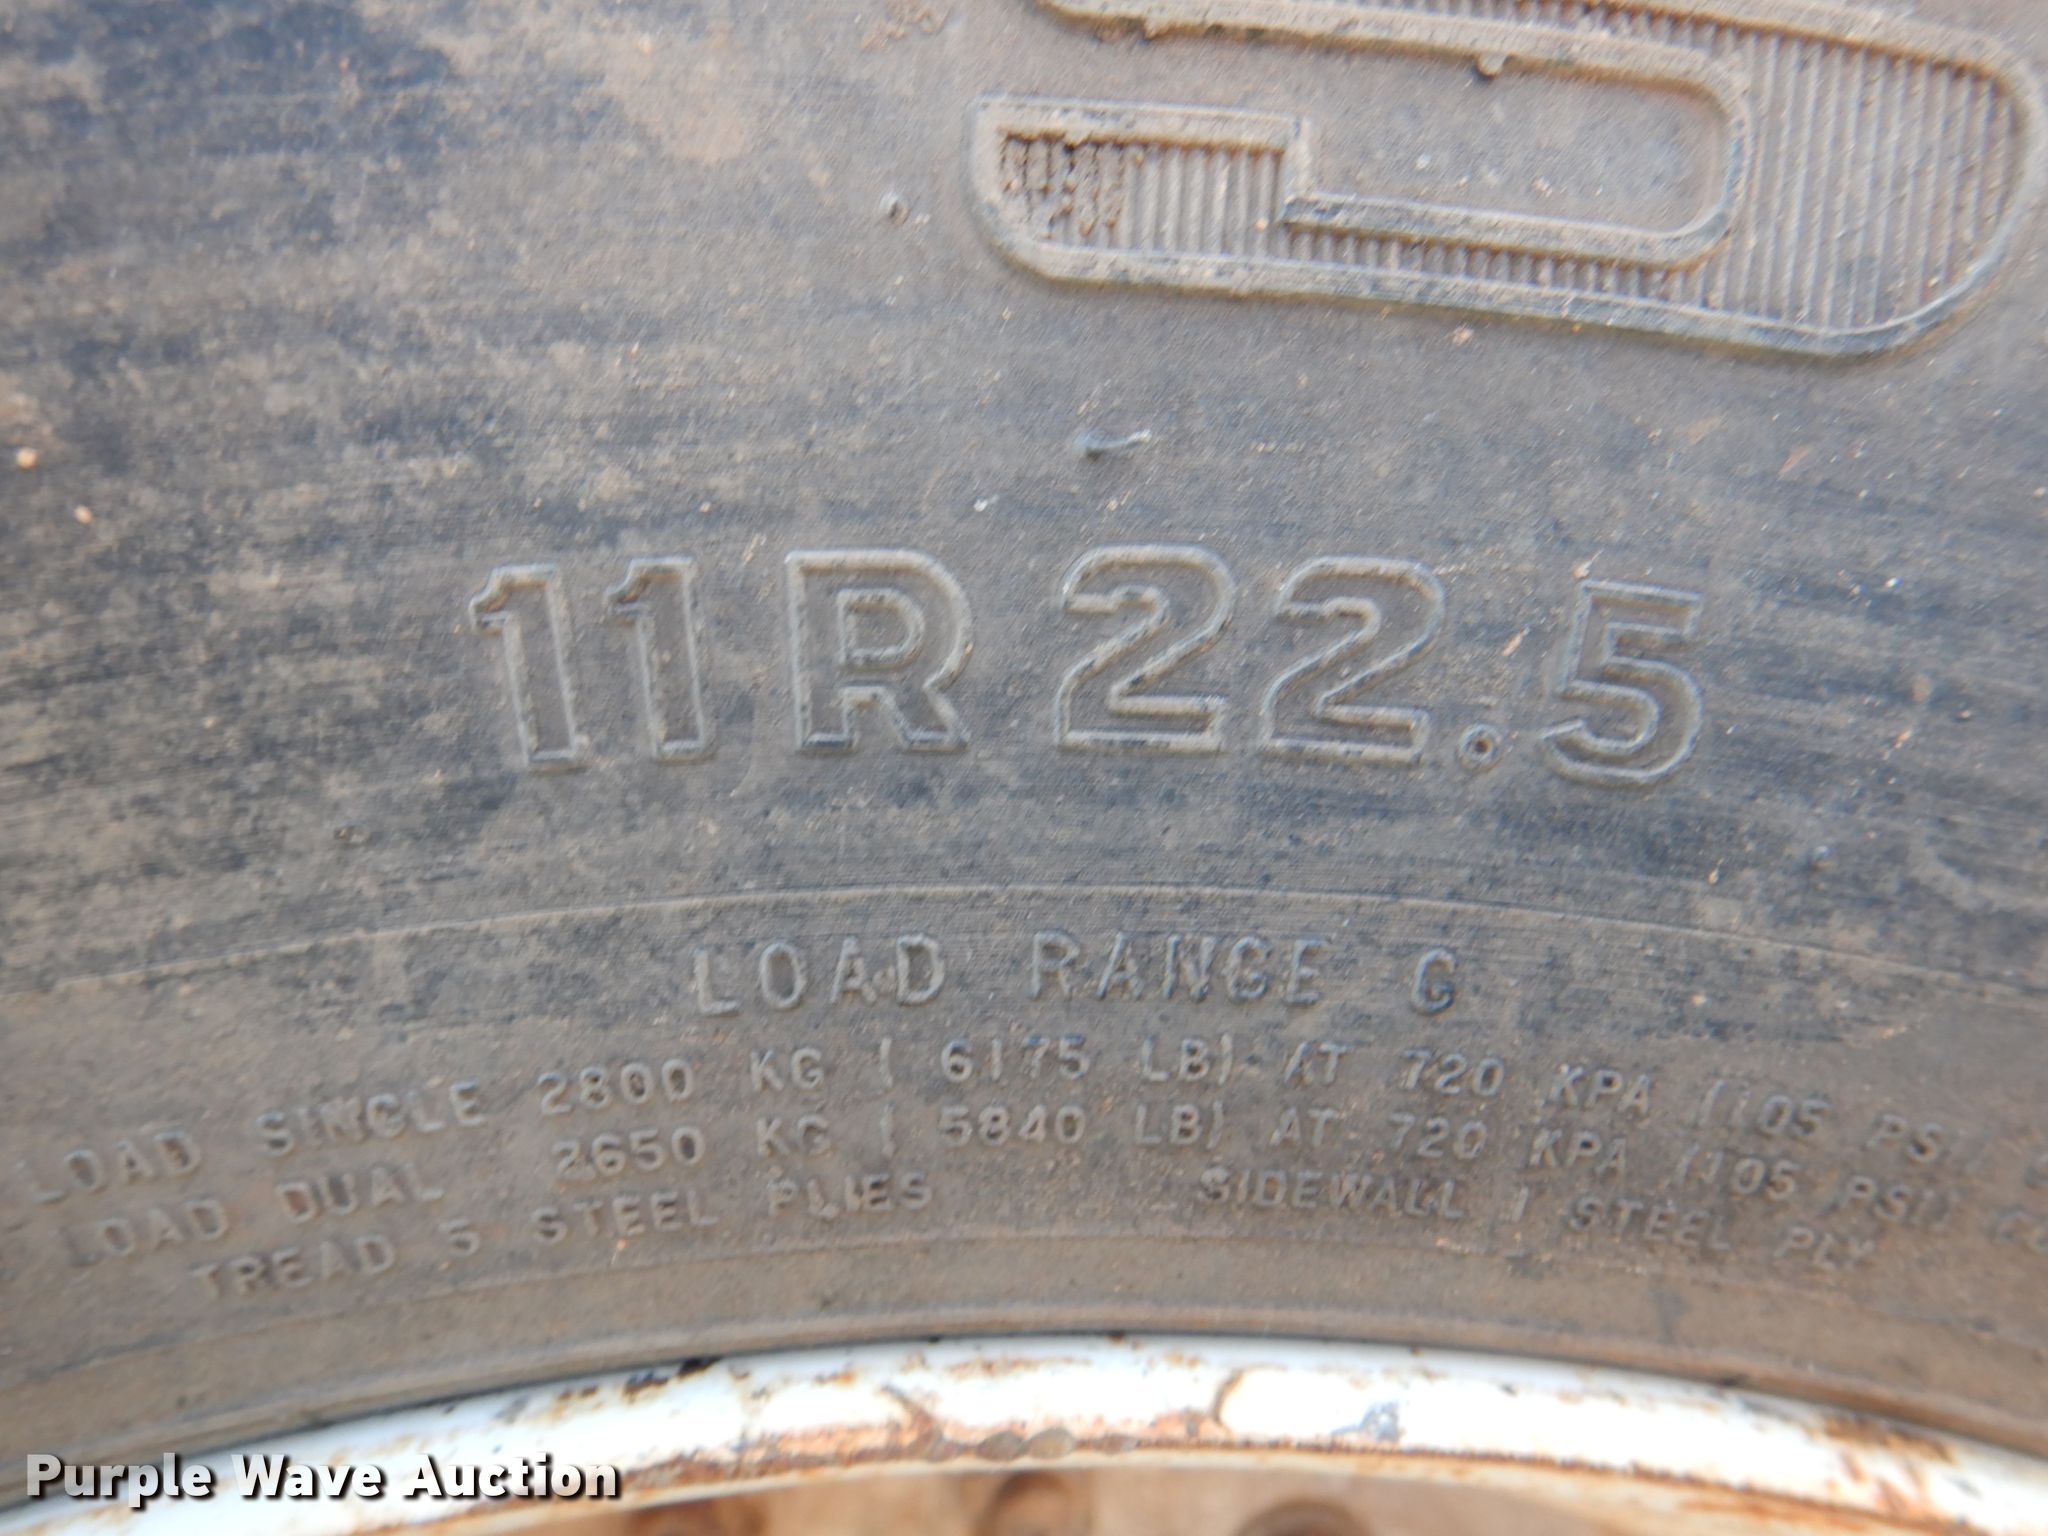 11R22.5
LOAD RANGE G
LOAD SINGLE 2800 KG ( 6175 LB) AT 720 KPA (105 PSI)
LOAD DUAL 2650 KG ( 5840 LB) AT 720 KPA (105 PSI)
TREAD 5 STEEL PLIES SIDEWALL 1 STEEL PLY
Purple Wave Auction